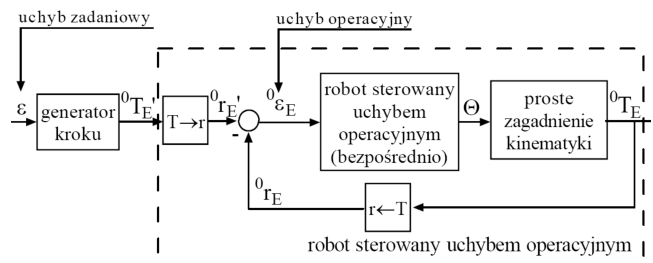 uchyb zadaniowy
uchyb operacyjny
ε
generator
kroku
⁰T_E'
T→r
⁰r_E'
-
⁰ε_E
robot sterowany
uchybem
operacyjnym
(bezpośrednio)
Θ
proste
zagadnienie
kinematyki
⁰T_E
⁰r_E
r←T
robot sterowany uchybem operacyjnym